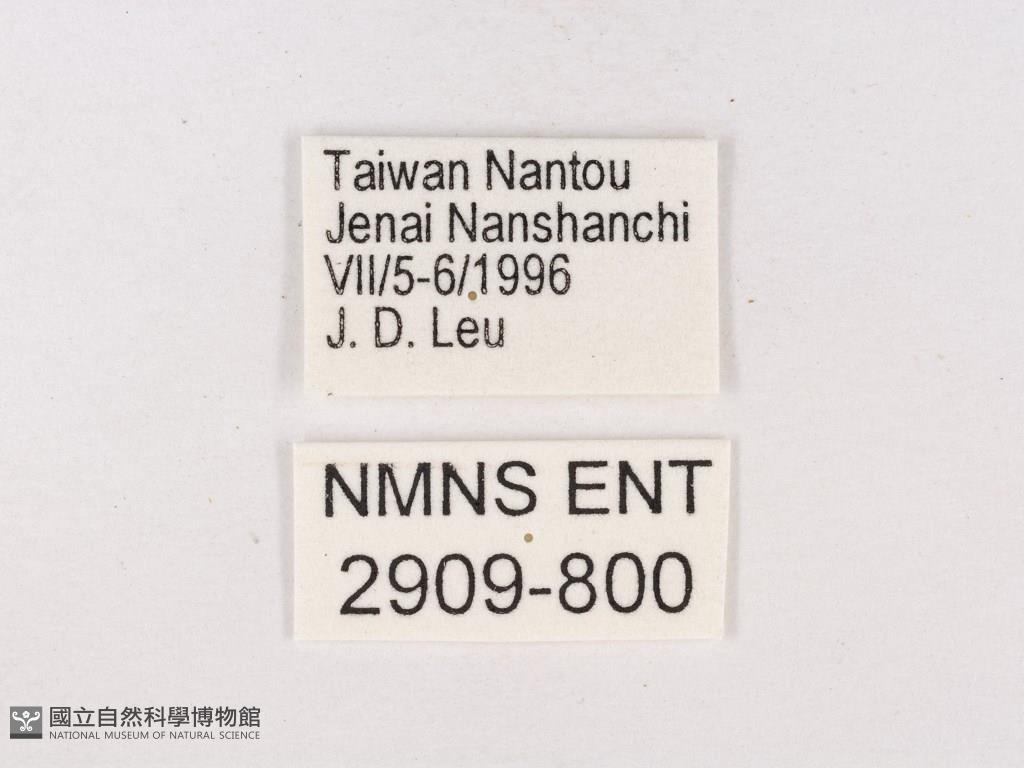 Taiwan Nantou
Jenai Nanshanchi
VII/5-6/1996
J. D. Leu
NMNS ENT
2909-800
國立自然科學博物館
NATIONAL MUSEUM OF NATURAL SCIENCE